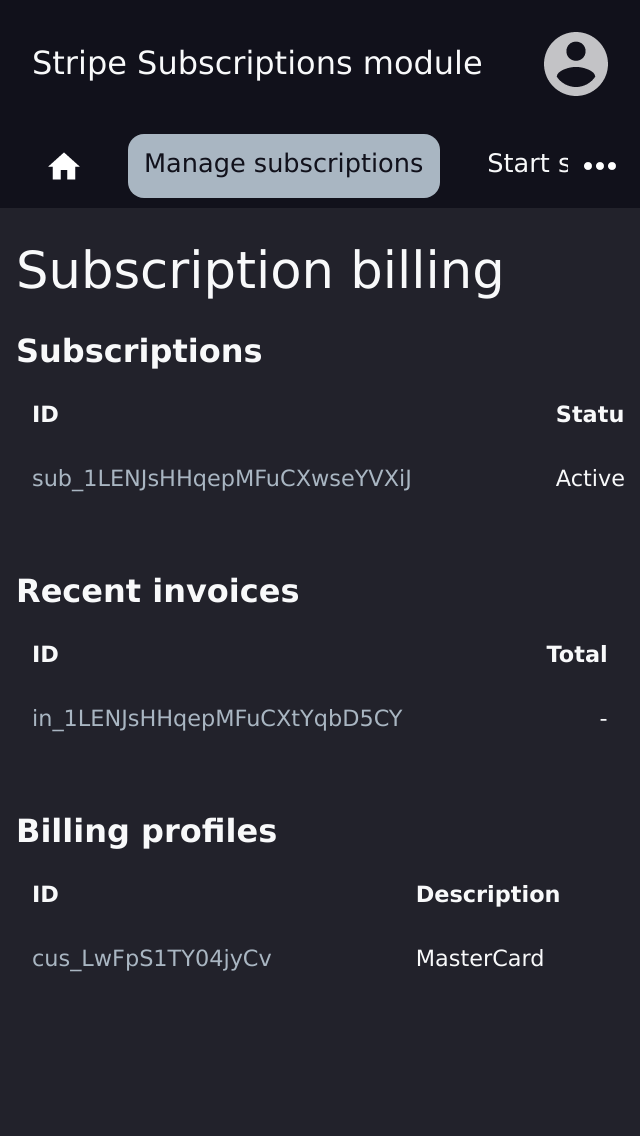 Stripe Subscriptions module
Manage subscriptions
Start s
Subscription billing
Subscriptions
ID Statu
sub_1LENJsHHqepMFuCXwseYVXiJ Active
Recent invoices
ID Total
in_1LENJsHHqepMFuCXtYqbD5CY -
Billing profiles
ID Description
cus_LwFpS1TY04jyCv MasterCard